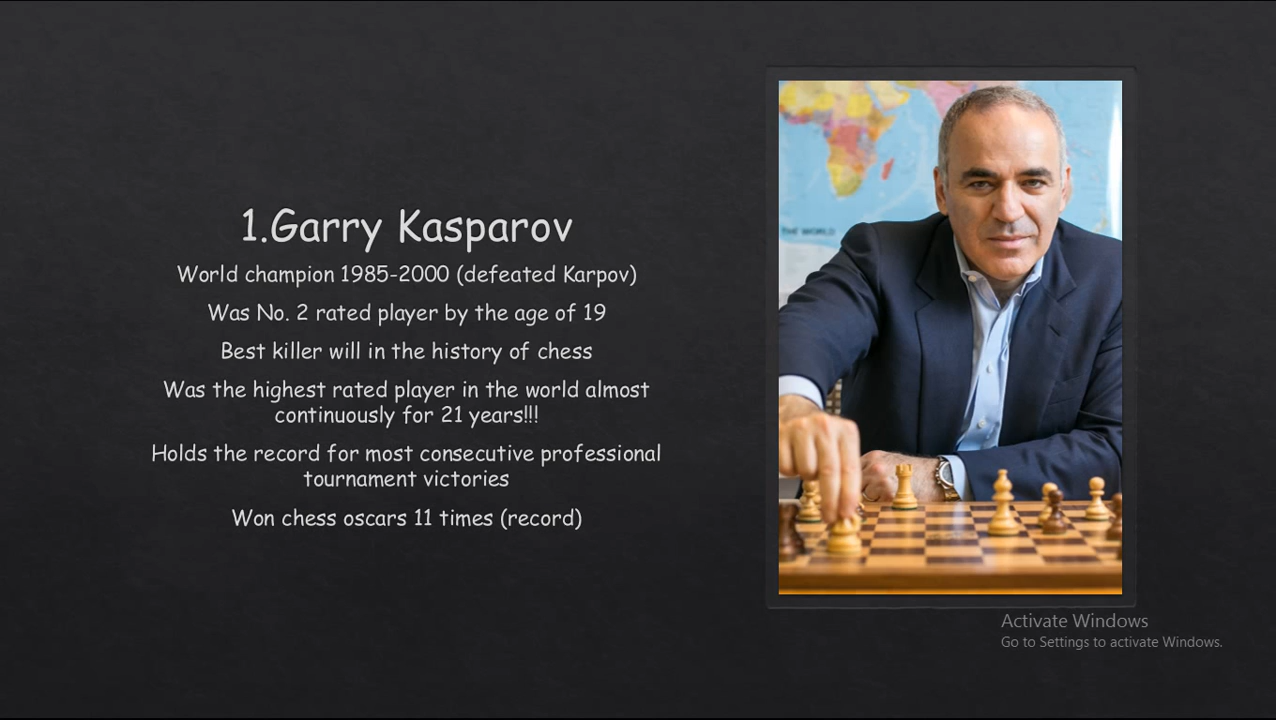 1.Garry Kasparov
World champion 1985-2000 (defeated Karpov)
Was No. 2 rated player by the age of 19
Best killer will in the history of chess
Was the highest rated player in the world almost
continuously for 21 years!!!
Holds the record for most consecutive professional
tournament victories
Won chess oscars 11 times (record)
THE WORLD
Activate Windows
Go to Settings to activate Windows.